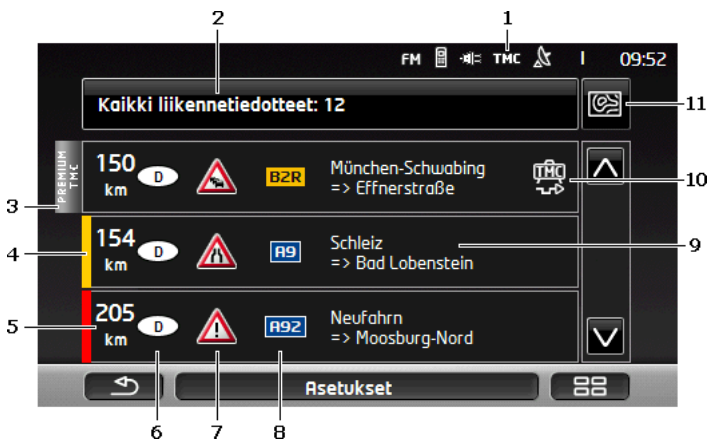 2
1
FM TMC I 09:52
Kaikki liikennetiedotteet: 12
11
PREMIUM
TMC
150
km
D
B2R
München-Schwabing
=> Effnerstraße
TMC
10
3
154
km
D
A9
Schleiz
=> Bad Lobenstein
9
4
205
km
D
A92
Neufahrn
=> Moosburg-Nord
5
Asetukset
6 7 8